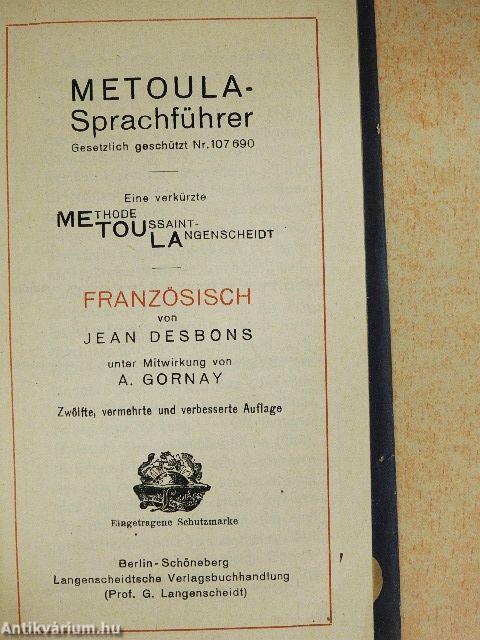 METOULA-
Sprachführer
Gesetzlich geschützt Nr. 107 690
Eine verkürzte
METHODE
TOUSSAINT-
LANGENSCHEIDT
FRANZÖSISCH
von
JEAN DESBONS
unter Mitwirkung von
A. GORNAY
Zwölfte, vermehrte und verbesserte Auflage
Eingetragene Schutzmarke
Berlin-Schöneberg
Langenscheidtsche Verlagsbuchhandlung
(Prof. G. Langenscheidt)
Antikvárium.hu